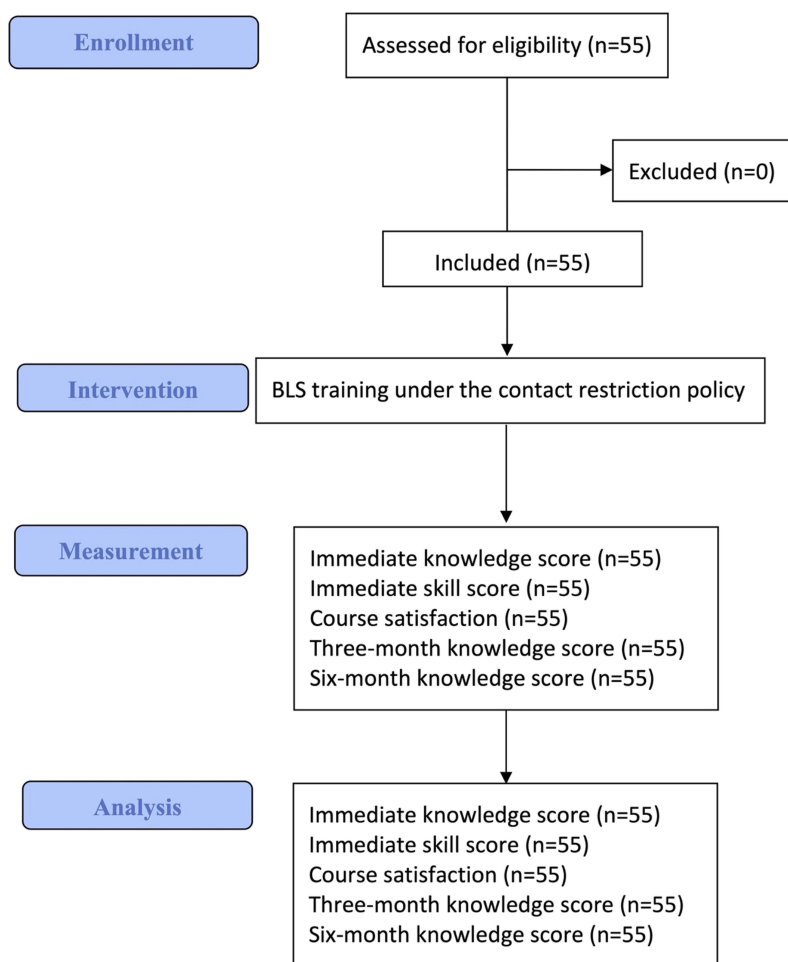 Enrollment
Assessed for eligibility (n=55)
Excluded (n=0)
Included (n=55)
Intervention
BLS training under the contact restriction policy
Measurement
Immediate knowledge score (n=55)
Immediate skill score (n=55)
Course satisfaction (n=55)
Three-month knowledge score (n=55)
Six-month knowledge score (n=55)
Analysis
Immediate knowledge score (n=55)
Immediate skill score (n=55)
Course satisfaction (n=55)
Three-month knowledge score (n=55)
Six-month knowledge score (n=55)